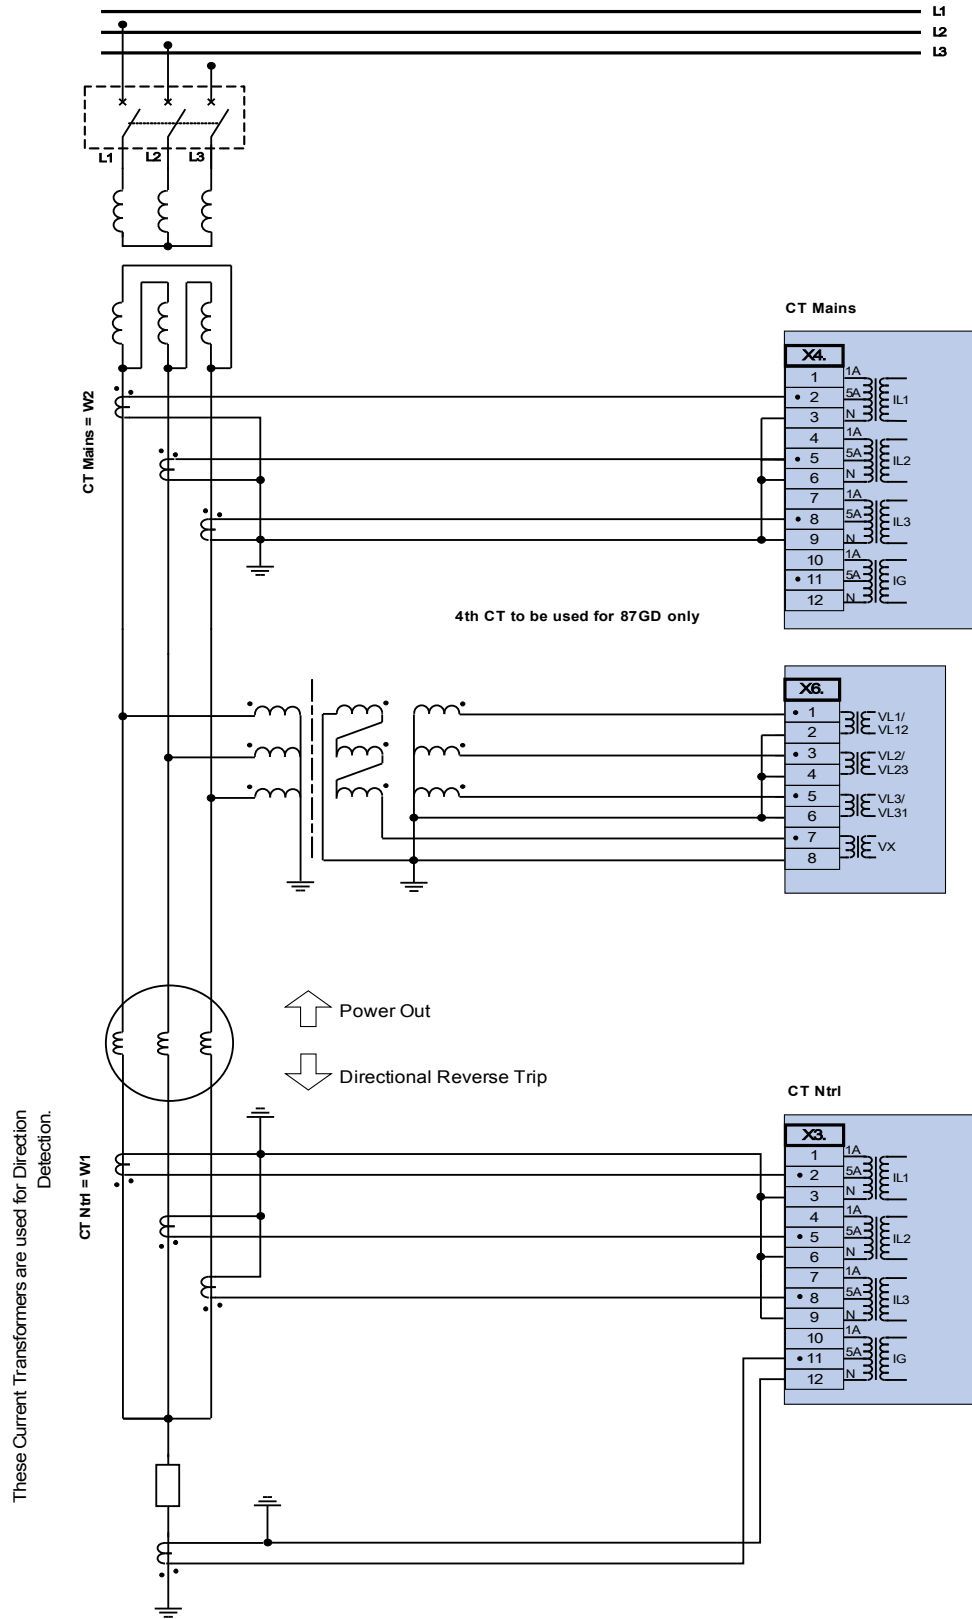 L1
L2
L3
L1 L2 L3
CT Mains = W2
CT Mains
X4.
1 1A
2 5A IL1
3 N
4 1A
5 5A IL2
6 N
7 1A
8 5A IL3
9 N
10 1A
11 5A IG
12 N
4th CT to be used for 87GD only
X6.
1 VL1/
2 VL12
3 VL2/
4 VL23
5 VL3/
6 VL31
7 VX
8
Power Out
Directional Reverse Trip
These Current Transformers are used for Direction
Detection.
CT Ntrl = W1
CT Ntrl
X3.
1 1A
2 5A IL1
3 N
4 1A
5 5A IL2
6 N
7 1A
8 5A IL3
9 N
10 1A
11 5A IG
12 N